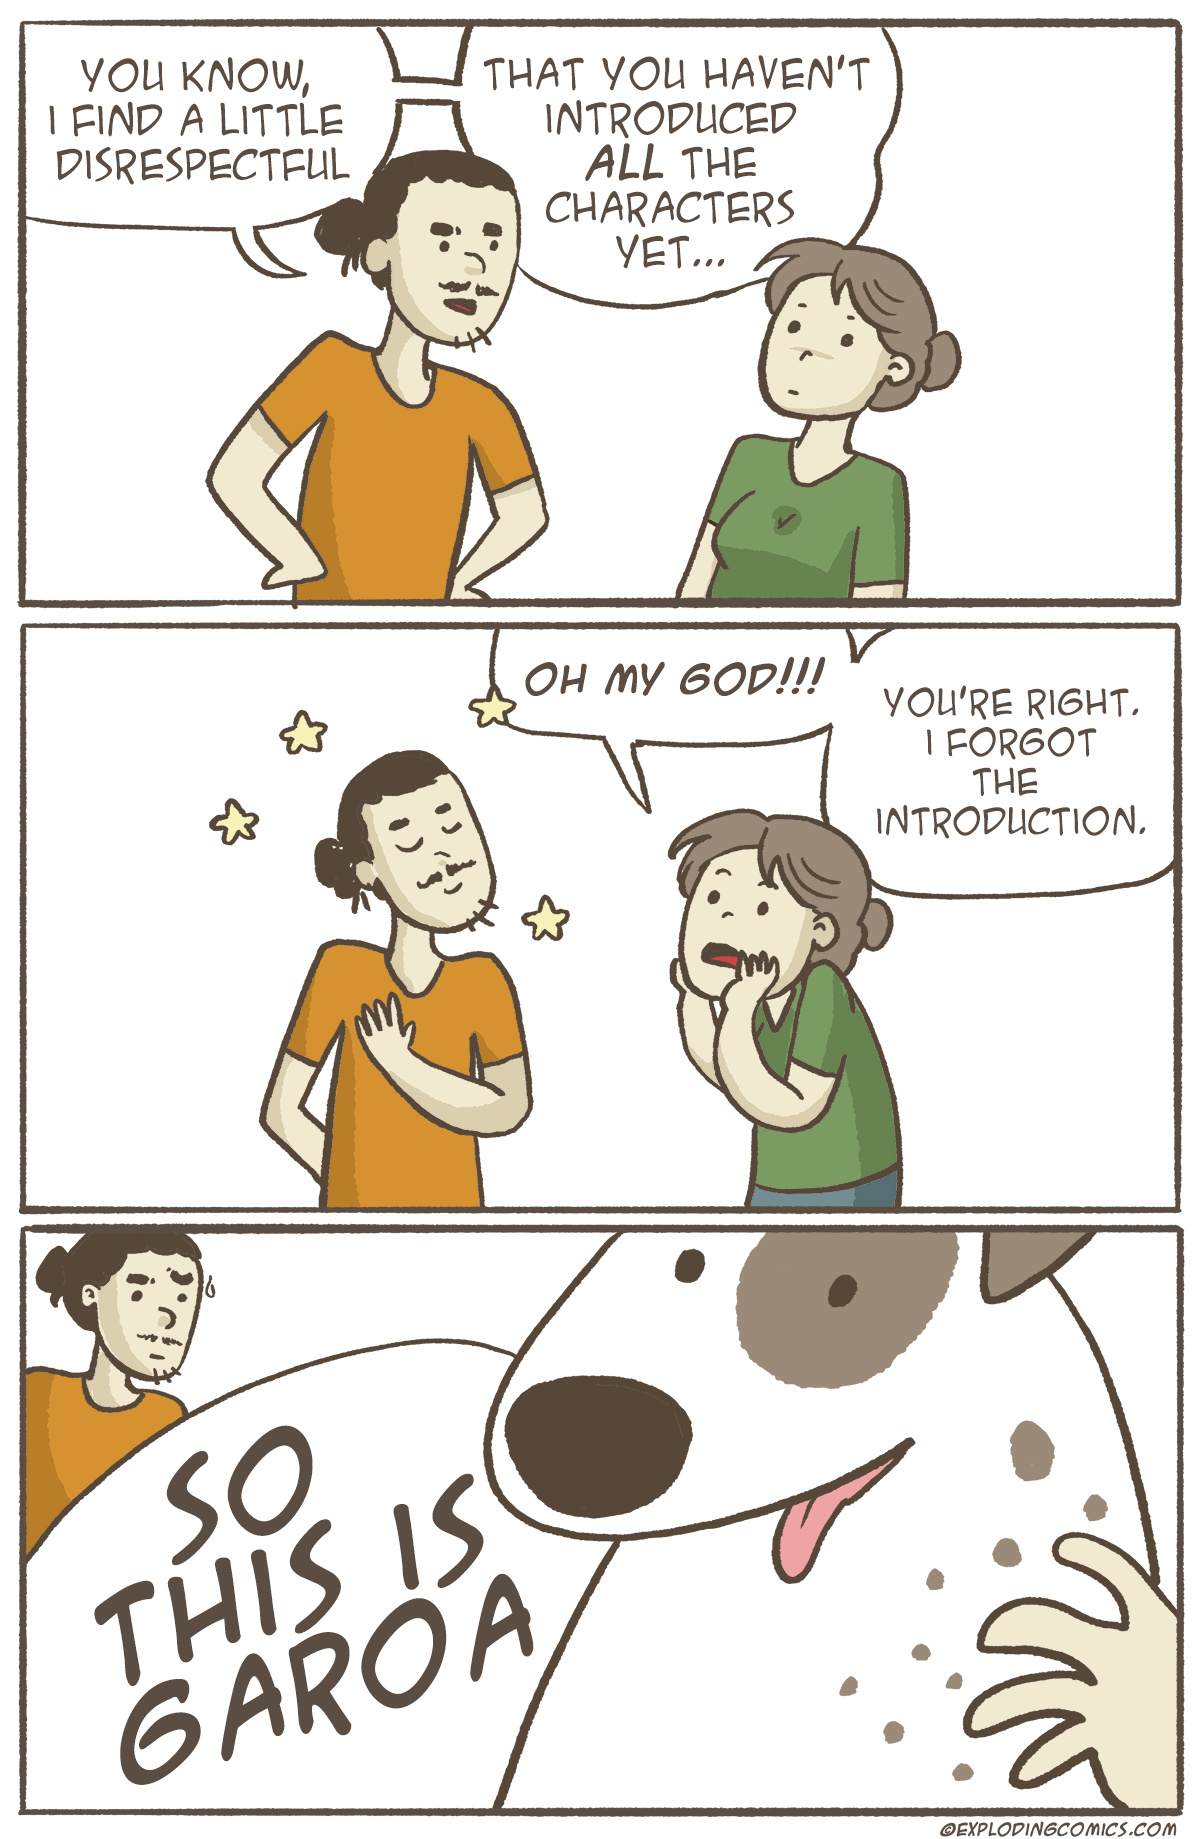 YOU KNOW,
I FIND A LITTLE
DISRESPECTFUL
THAT YOU HAVEN'T
INTRODUCED
ALL THE
CHARACTERS
YET...
OH MY GOD!!!
YOU'RE RIGHT.
I FORGOT
THE
INTRODUCTION.
SO
THIS IS
GAROA
©EXPLODINGCOMICS.COM